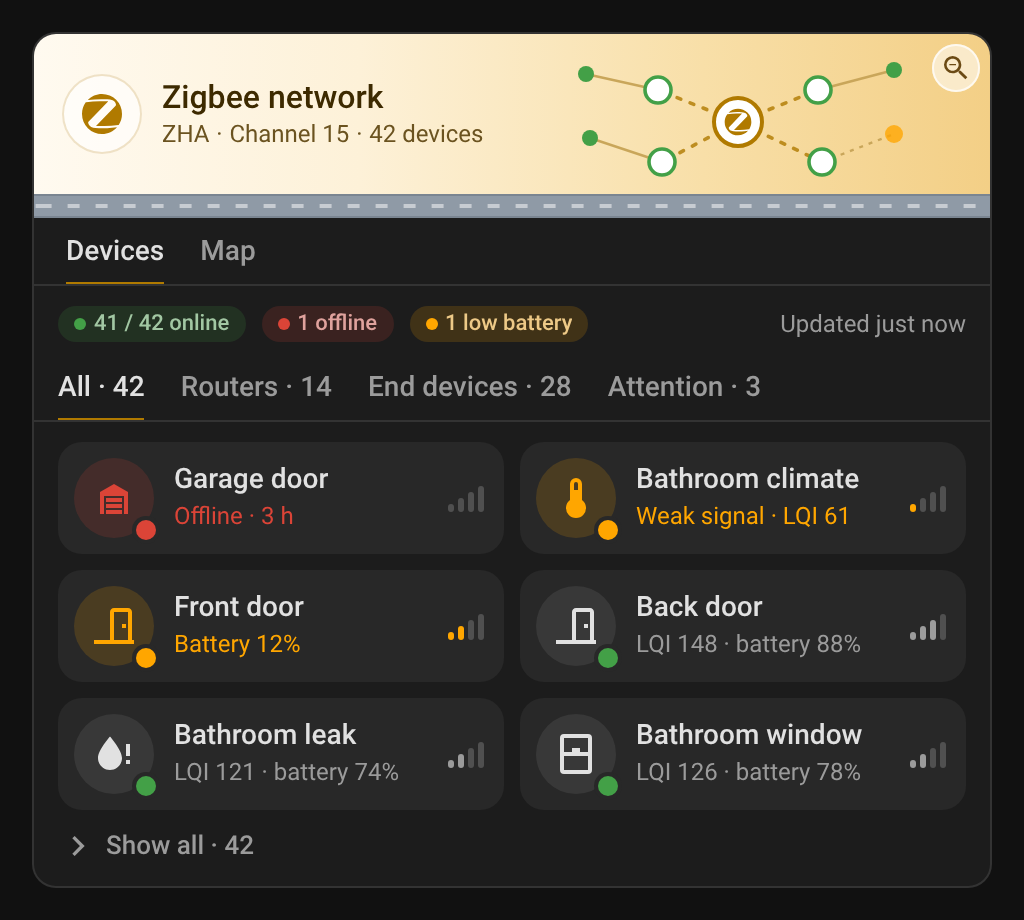 Zigbee network
ZHA · Channel 15 · 42 devices
Devices Map
41 / 42 online 1 offline 1 low battery Updated just now
All · 42 Routers · 14 End devices · 28 Attention · 3
Garage door
Offline · 3 h
Bathroom climate
Weak signal · LQI 61
Front door
Battery 12%
Back door
LQI 148 · battery 88%
Bathroom leak
LQI 121 · battery 74%
Bathroom window
LQI 126 · battery 78%
Show all · 42